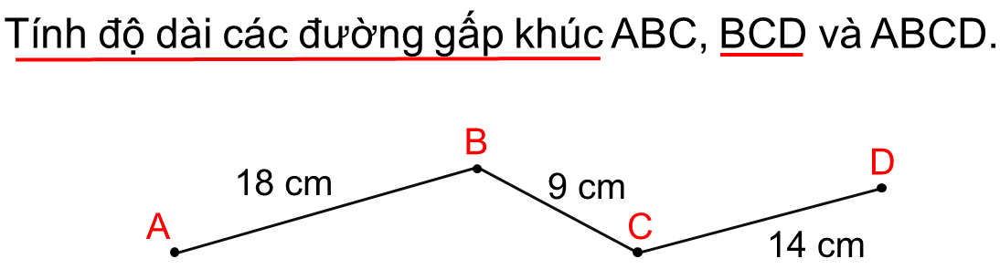 Tính độ dài các đường gấp khúc ABC, BCD và ABCD.
B
D
18 cm
9 cm
A
C
14 cm